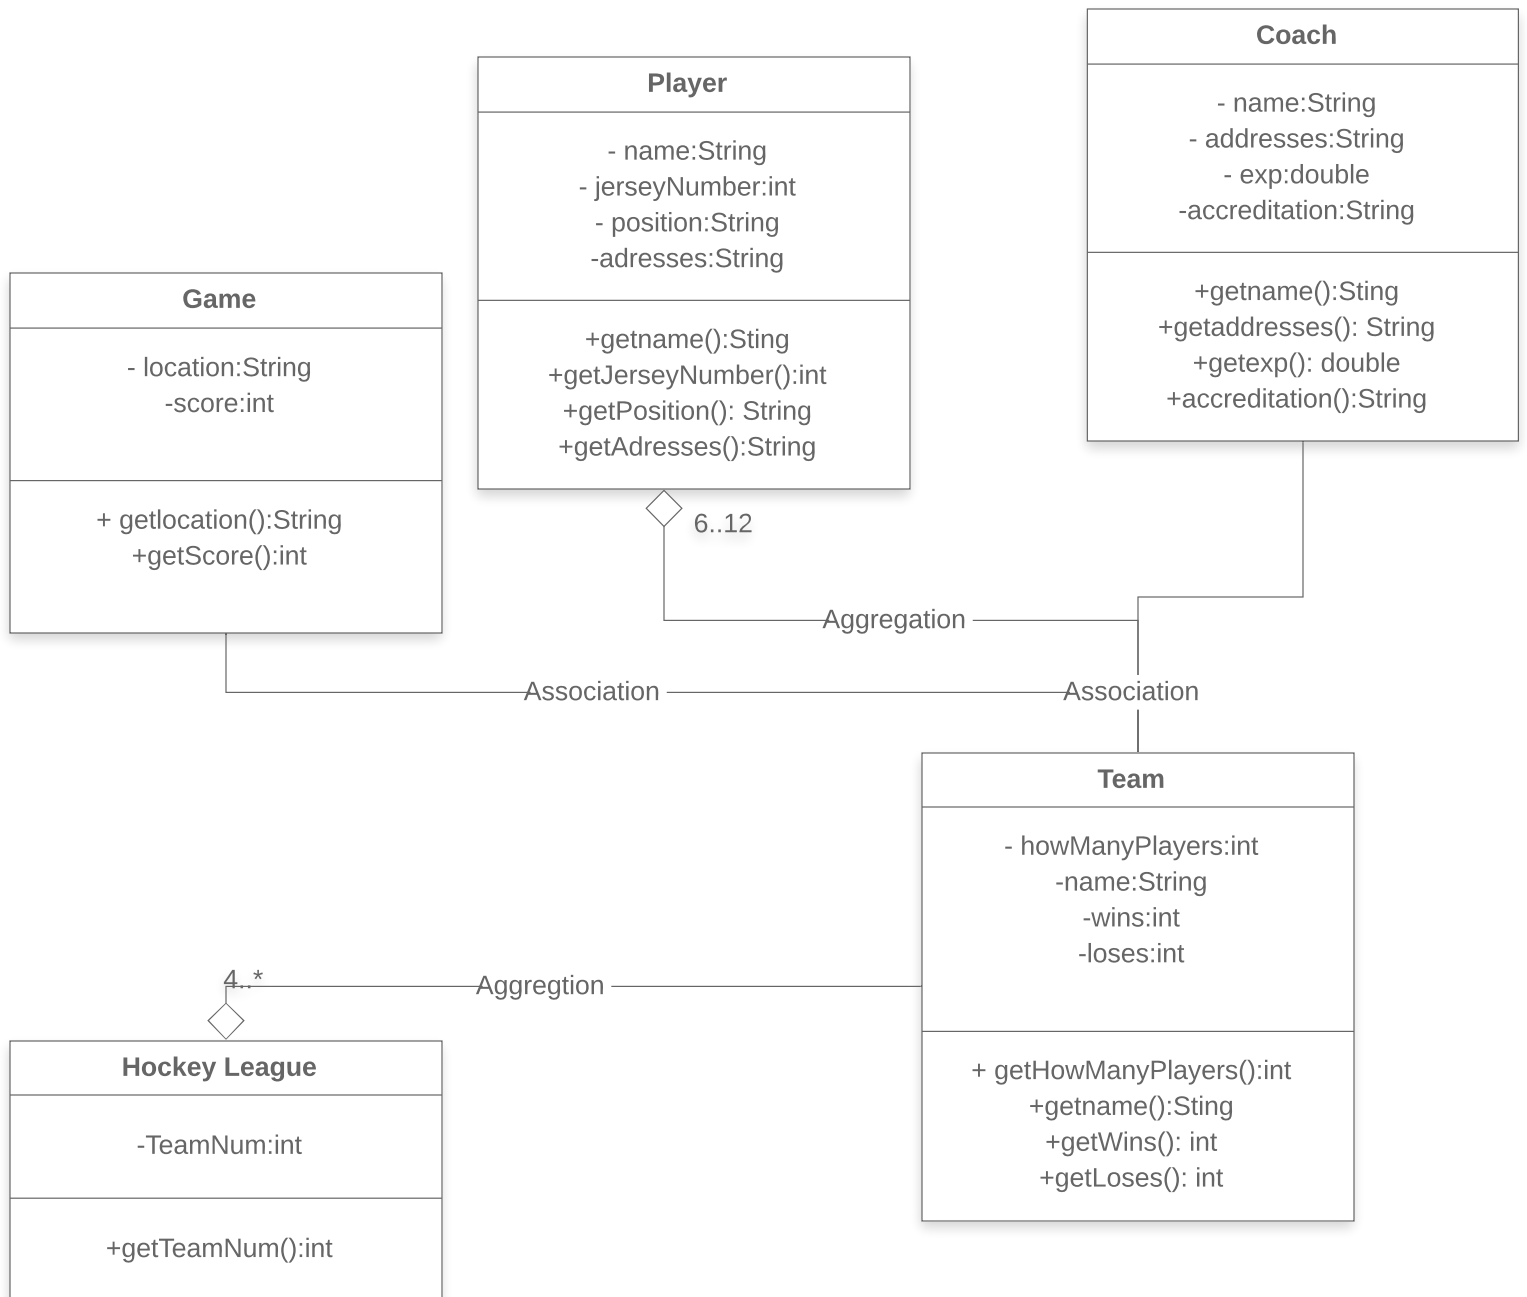 Coach
- name:String
- addresses:String
- exp:double
-accreditation:String
+getname():Sting
+getaddresses(): String
+getexp(): double
+accreditation():String
Player
- name:String
- jerseyNumber:int
- position:String
-adresses:String
+getname():Sting
+getJerseyNumber():int
+getPosition(): String
+getAdresses():String
Game
- location:String
-score:int
+ getlocation():String
+getScore():int
6..12
Aggregation
Association
Association
Team
- howManyPlayers:int
-name:String
-wins:int
-loses:int
+ getHowManyPlayers():int
+getname():Sting
+getWins(): int
+getLoses(): int
4..*
Aggregtion
Hockey League
-TeamNum:int
+getTeamNum():int